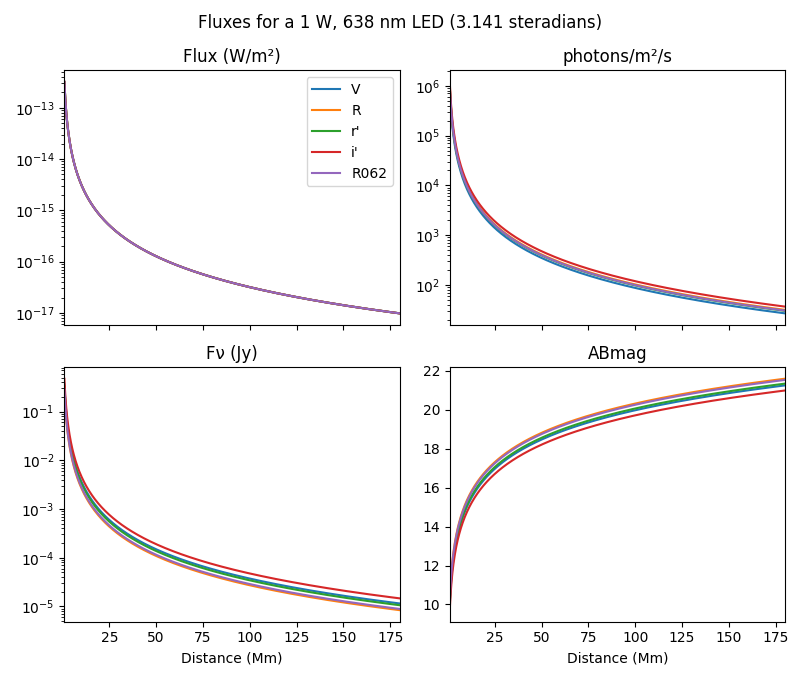 Fluxes for a 1 W, 638 nm LED (3.141 steradians)
Flux (W/m²)
photons/m²/s
10⁻¹³
10⁻¹⁴
10⁻¹⁵
10⁻¹⁶
10⁻¹⁷
V
R
r'
i'
R062
10⁶
10⁵
10⁴
10³
10²
Fν (Jy)
ABmag
10⁻¹
10⁻²
10⁻³
10⁻⁴
10⁻⁵
25 50 75 100 125 150 175
Distance (Mm)
22
20
18
16
14
12
10
25 50 75 100 125 150 175
Distance (Mm)